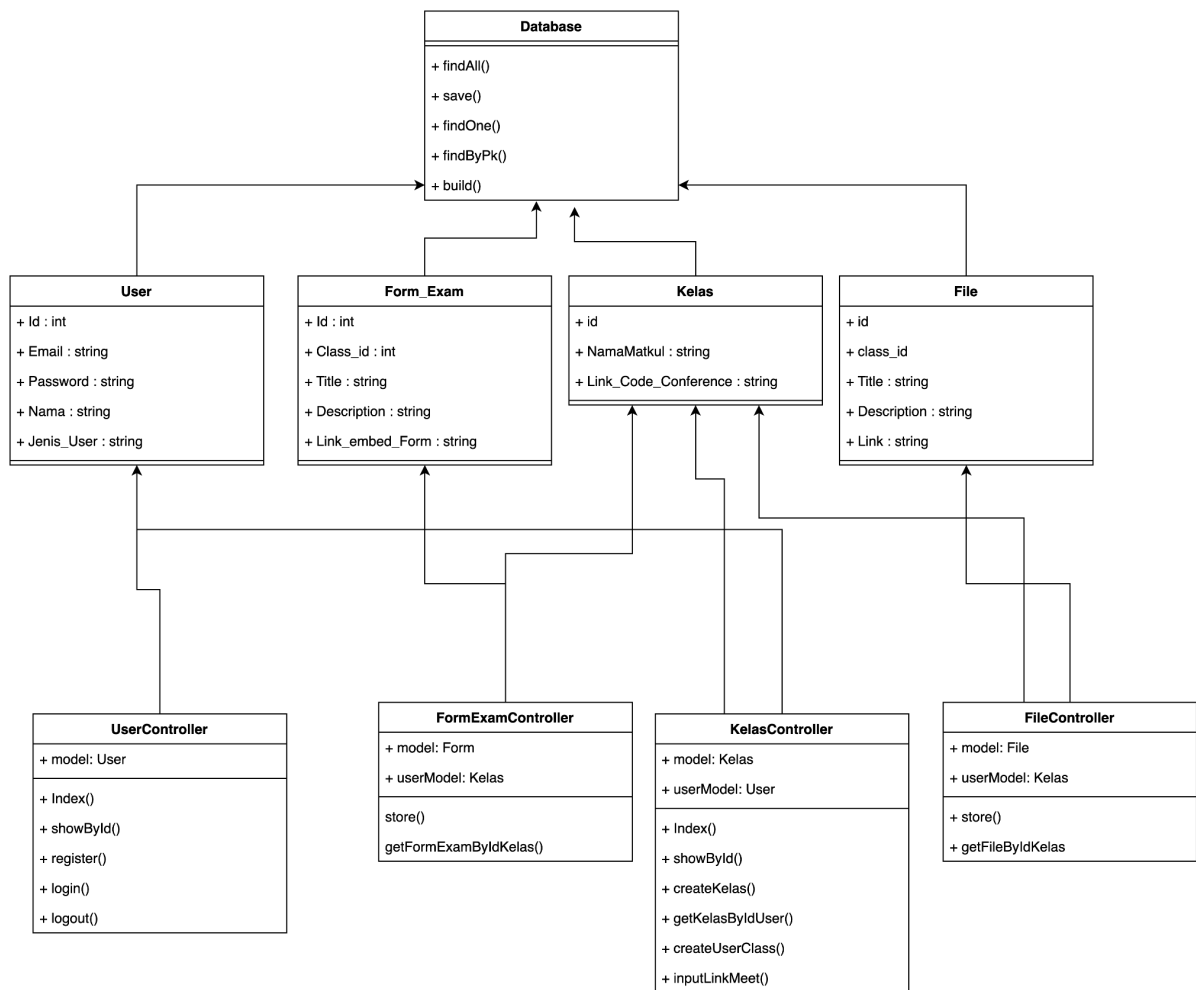 Database
+ findAll()
+ save()
+ findOne()
+ findByPk()
+ build()
User
+ Id : int
+ Email : string
+ Password : string
+ Nama : string
+ Jenis_User : string
Form_Exam
+ Id : int
+ Class_id : int
+ Title : string
+ Description : string
+ Link_embed_Form : string
Kelas
+ id
+ NamaMatkul : string
+ Link_Code_Conference : string
File
+ id
+ class_id
+ Title : string
+ Description : string
+ Link : string
UserController
+ model: User
+ Index()
+ showById()
+ register()
+ login()
+ logout()
FormExamController
+ model: Form
+ userModel: Kelas
store()
getFormExamByIdKelas()
KelasController
+ model: Kelas
+ userModel: User
+ Index()
+ showById()
+ createKelas()
+ getKelasByIdUser()
+ createUserClass()
+ inputLinkMeet()
FileController
+ model: File
+ userModel: Kelas
+ store()
+ getFileByIdKelas